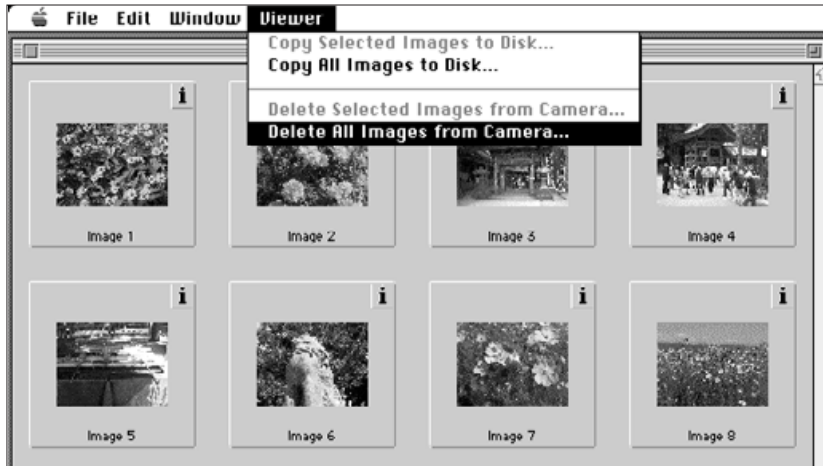 File Edit Window Viewer
Copy Selected Images to Disk...
Copy All Images to Disk...
Delete Selected Images from Camera...
Delete All Images from Camera...
i i
Image 1 Image 2 Image 3 Image 4
i i i i
Image 5 Image 6 Image 7 Image 8